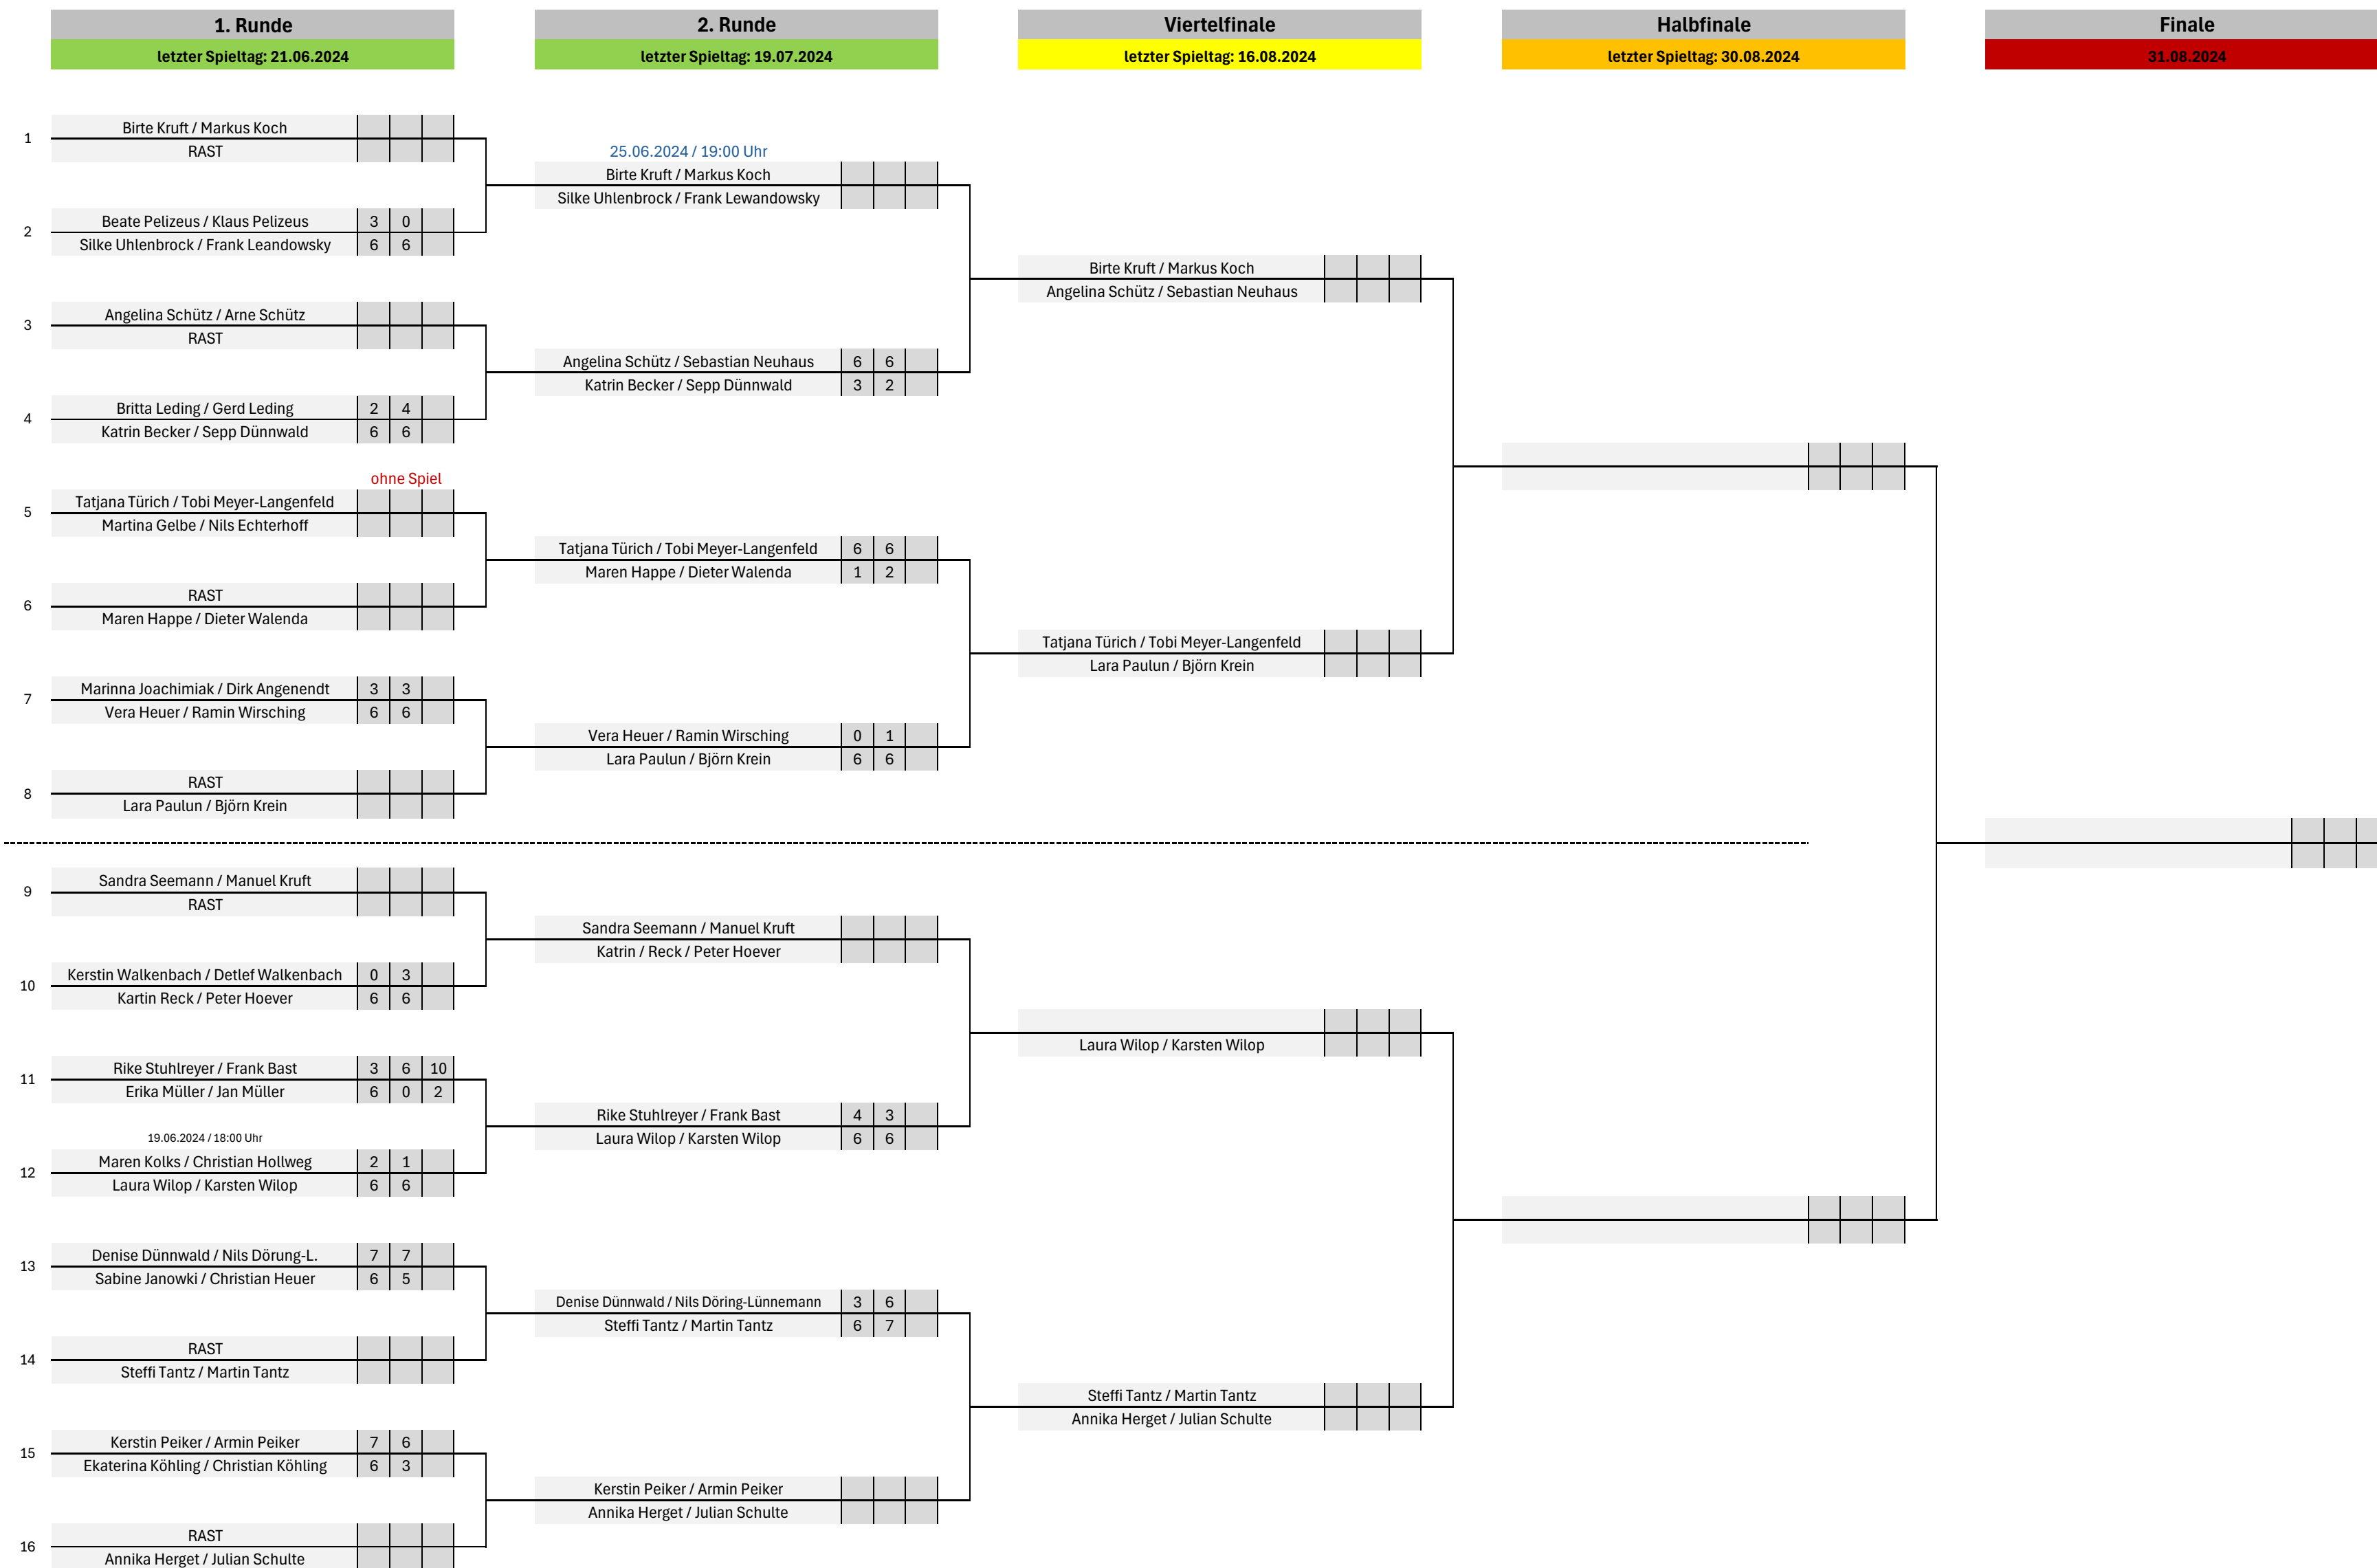 1. Runde
letzter Spieltag: 21.06.2024
2. Runde
letzter Spieltag: 19.07.2024
Viertelfinale
letzter Spieltag: 16.08.2024
Halbfinale
letzter Spieltag: 30.08.2024
Finale
31.08.2024
1
Birte Kruft / Markus Koch
RAST
2
Beate Pelizeus / Klaus Pelizeus 3 0
Silke Uhlenbrock / Frank Leandowsky 6 6
3
Angelina Schütz / Arne Schütz
RAST
4
Britta Leding / Gerd Leding 2 4
Katrin Becker / Sepp Dünnwald 6 6
ohne Spiel
5
Tatjana Türich / Tobi Meyer-Langenfeld
Martina Gelbe / Nils Echterhoff
6
RAST
Maren Happe / Dieter Walenda
7
Marinna Joachimiak / Dirk Angenendt 3 3
Vera Heuer / Ramin Wirsching 6 6
8
RAST
Lara Paulun / Björn Krein
9
Sandra Seemann / Manuel Kruft
RAST
10
Kerstin Walkenbach / Detlef Walkenbach 0 3
Kartin Reck / Peter Hoever 6 6
11
Rike Stuhlreyer / Frank Bast 3 6 10
Erika Müller / Jan Müller 6 0 2
19.06.2024 / 18:00 Uhr
12
Maren Kolks / Christian Hollweg 2 1
Laura Wilop / Karsten Wilop 6 6
13
Denise Dünnwald / Nils Dörung-L. 7 7
Sabine Janowki / Christian Heuer 6 5
14
RAST
Steffi Tantz / Martin Tantz
15
Kerstin Peiker / Armin Peiker 7 6
Ekaterina Köhling / Christian Köhling 6 3
16
RAST
Annika Herget / Julian Schulte
25.06.2024 / 19:00 Uhr
Birte Kruft / Markus Koch
Silke Uhlenbrock / Frank Lewandowsky
Angelina Schütz / Sebastian Neuhaus 6 6
Katrin Becker / Sepp Dünnwald 3 2
Tatjana Türich / Tobi Meyer-Langenfeld 6 6
Maren Happe / Dieter Walenda 1 2
Vera Heuer / Ramin Wirsching 0 1
Lara Paulun / Björn Krein 6 6
Sandra Seemann / Manuel Kruft
Katrin / Reck / Peter Hoever
Rike Stuhlreyer / Frank Bast 4 3
Laura Wilop / Karsten Wilop 6 6
Denise Dünnwald / Nils Döring-Lünnemann 3 6
Steffi Tantz / Martin Tantz 6 7
Kerstin Peiker / Armin Peiker
Annika Herget / Julian Schulte
Birte Kruft / Markus Koch
Angelina Schütz / Sebastian Neuhaus
Tatjana Türich / Tobi Meyer-Langenfeld
Lara Paulun / Björn Krein
Laura Wilop / Karsten Wilop
Steffi Tantz / Martin Tantz
Annika Herget / Julian Schulte